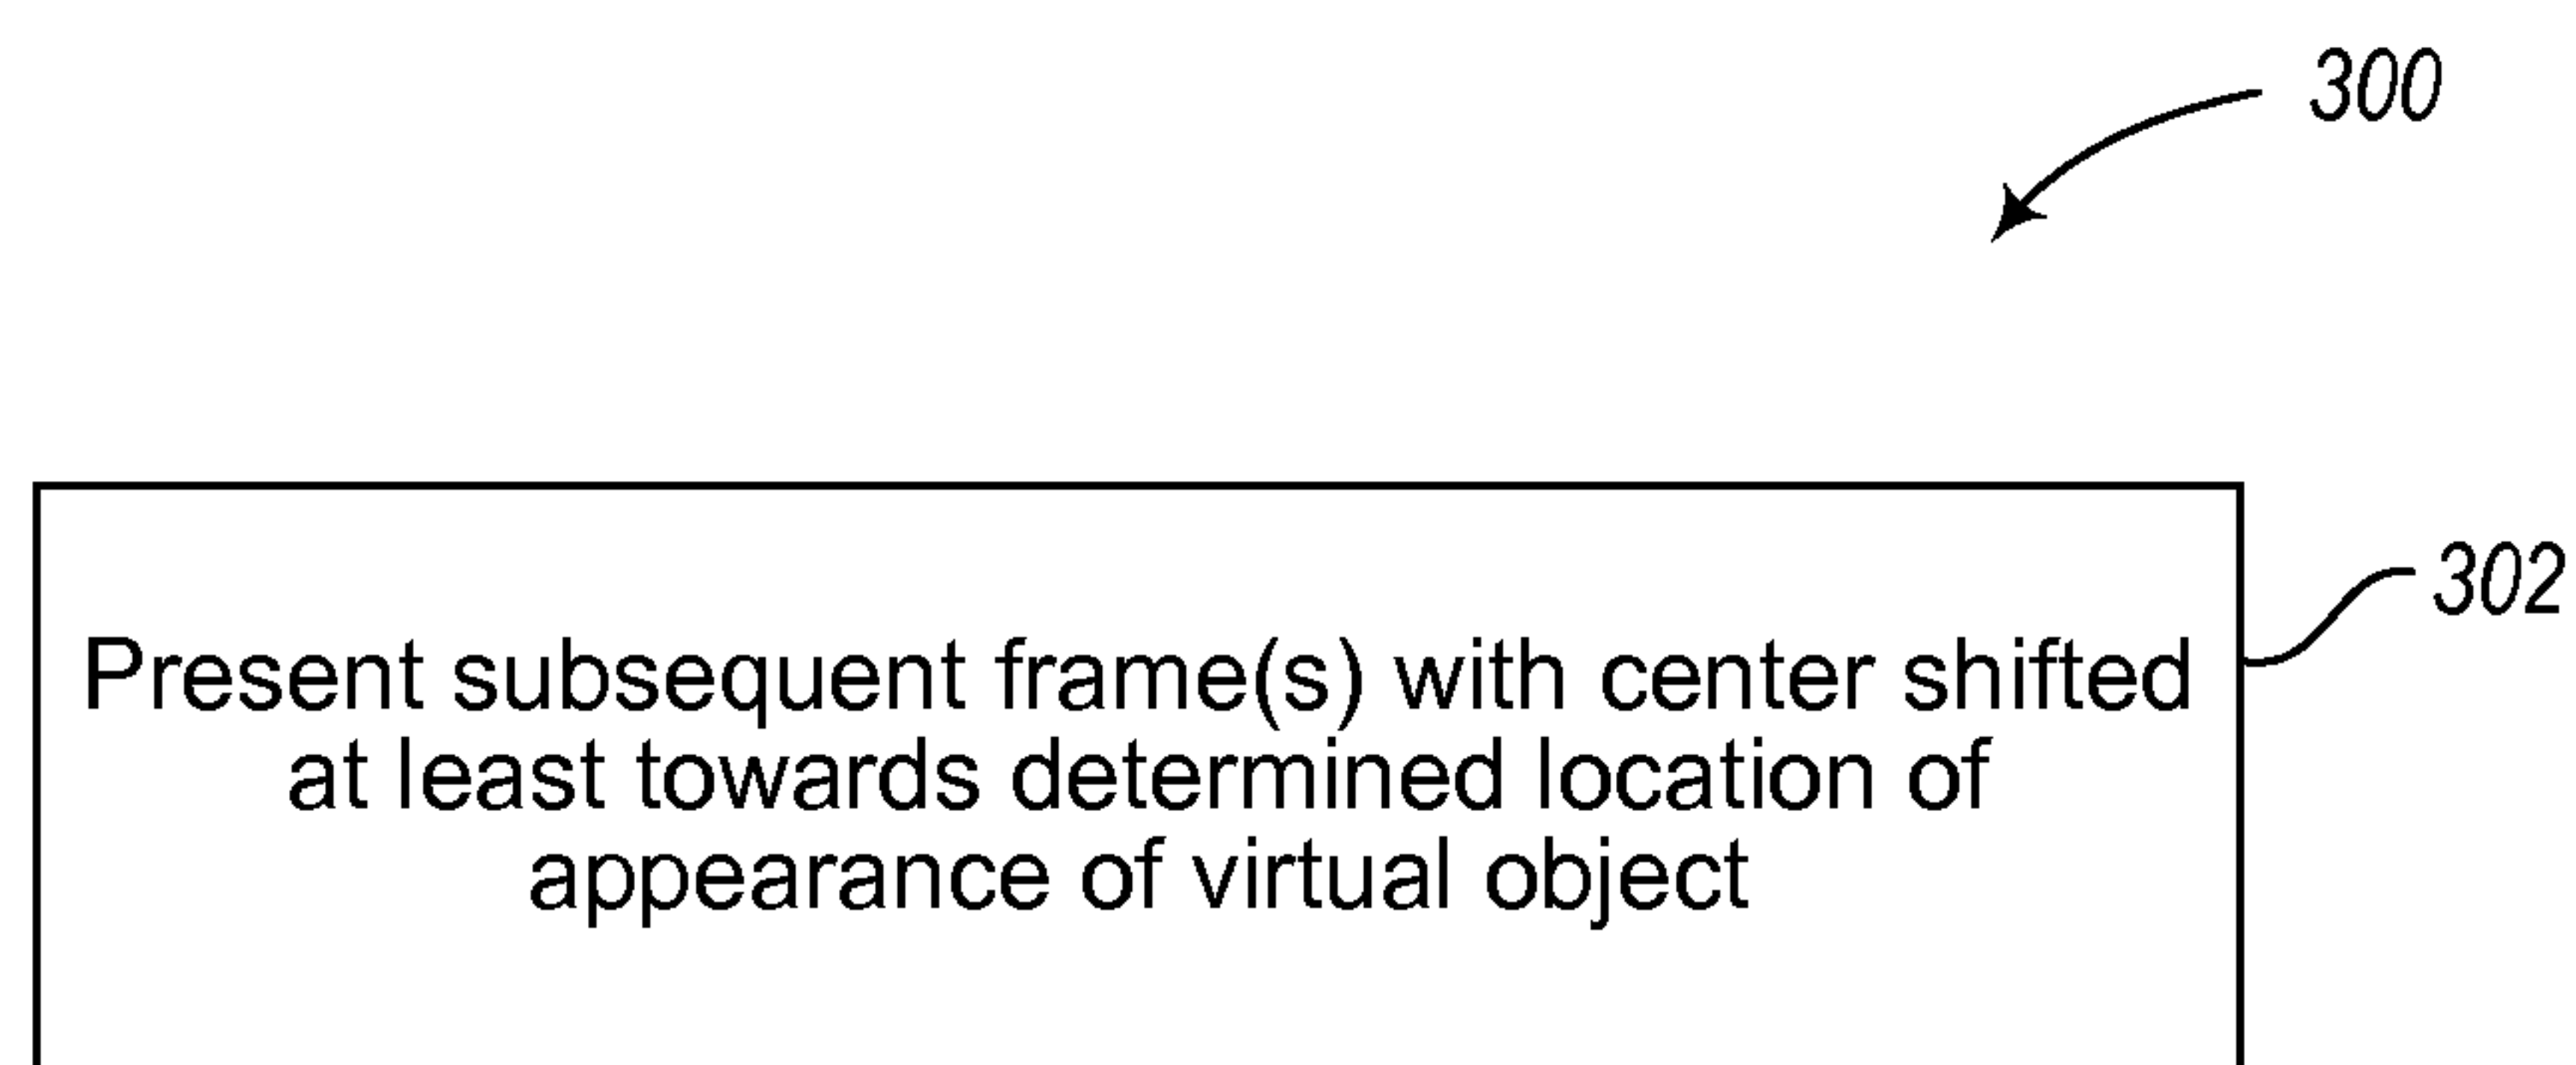 300
302
Present subsequent frame(s) with center shifted
at least towards determined location of
appearance of virtual object